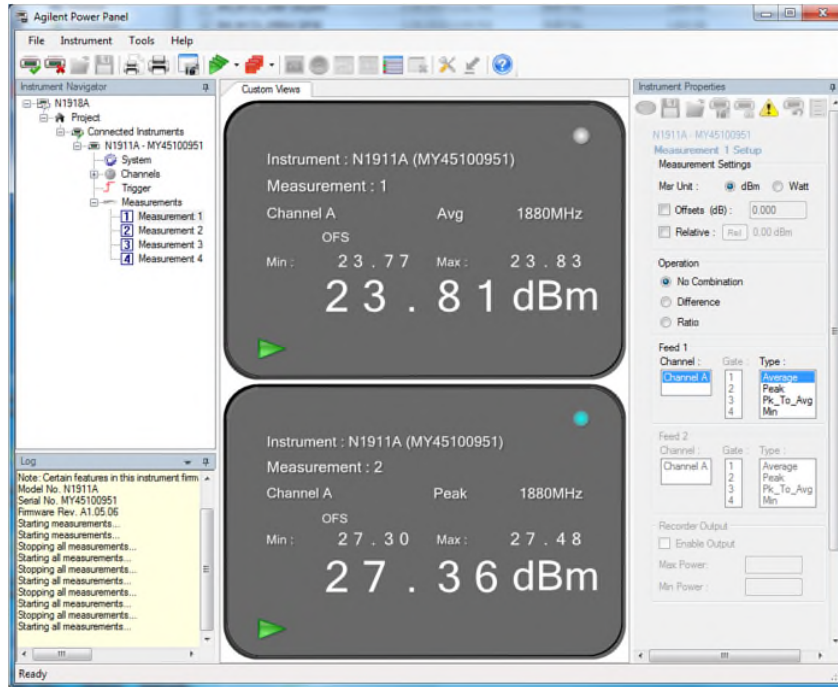 Agilent Power Panel
File Instrument Tools Help
Instrument Navigator
N1918A
Project
Connected Instruments
N1911A - MY45100951
System
Channels
Trigger
Measurements
1 Measurement 1
2 Measurement 2
3 Measurement 3
4 Measurement 4
Log
Note: Certain features in this instrument firm
Model No. N1911A
Serial No. MY45100951
Firmware Rev. A1.05.06
Starting measurements...
Starting measurements...
Stopping all measurements...
Starting all measurements...
Stopping all measurements...
Starting all measurements...
Stopping all measurements...
Starting all measurements...
Stopping all measurements...
Starting all measurements...
Ready
Custom Views
Instrument : N1911A (MY45100951)
Measurement : 1
Channel A Avg 1880MHz
OFS
Min : 23.77 Max : 23.83
23.81 dBm
Instrument : N1911A (MY45100951)
Measurement : 2
Channel A Peak 1880MHz
OFS
Min : 27.30 Max : 27.48
27.36 dBm
Instrument Properties
N1911A - MY45100951
Measurement 1 Setup
Measurement Settings
Msr Unit : dBm Watt
Offsets (dB) : 0.000
Relative : Rel 0.00 dBm
Operation
No Combination
Difference
Ratio
Feed 1
Channel : Gate : Type :
Channel A 1 Average
2 Peak
3 Pk_To_Avg
4 Min
Feed 2
Channel : Gate : Type :
Channel A 1 Average
2 Peak
3 Pk_To_Avg
4 Min
Recorder Output
Enable Output
Max Power:
Min Power :